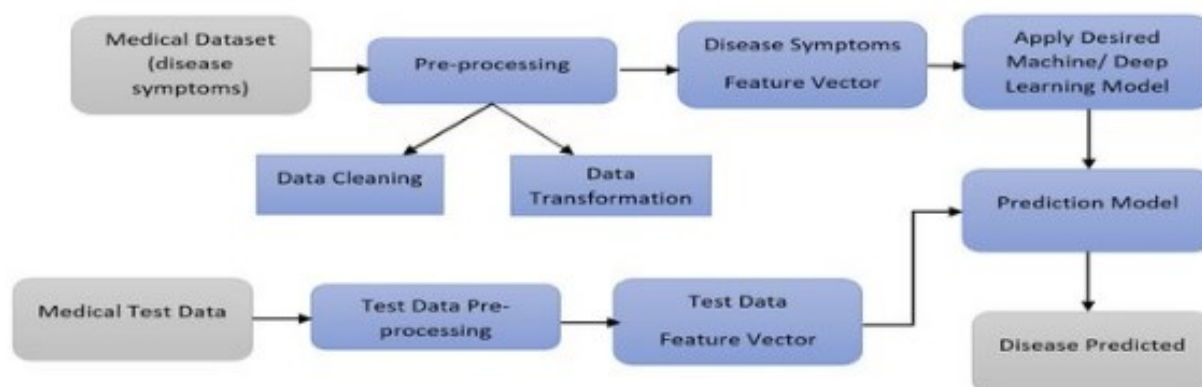 Medical Dataset
(disease
symptoms)
Pre-processing
Disease Symptoms
Feature Vector
Apply Desired
Machine/ Deep
Learning Model
Data Cleaning
Data
Transformation
Prediction Model
Medical Test Data
Test Data Pre-
processing
Test Data
Feature Vector
Disease Predicted